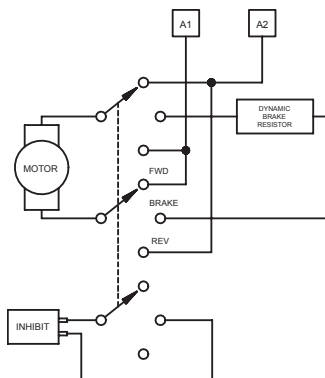 A1
A2
DYNAMIC
BRAKE
RESISTOR
MOTOR
FWD
BRAKE
REV
INHIBIT